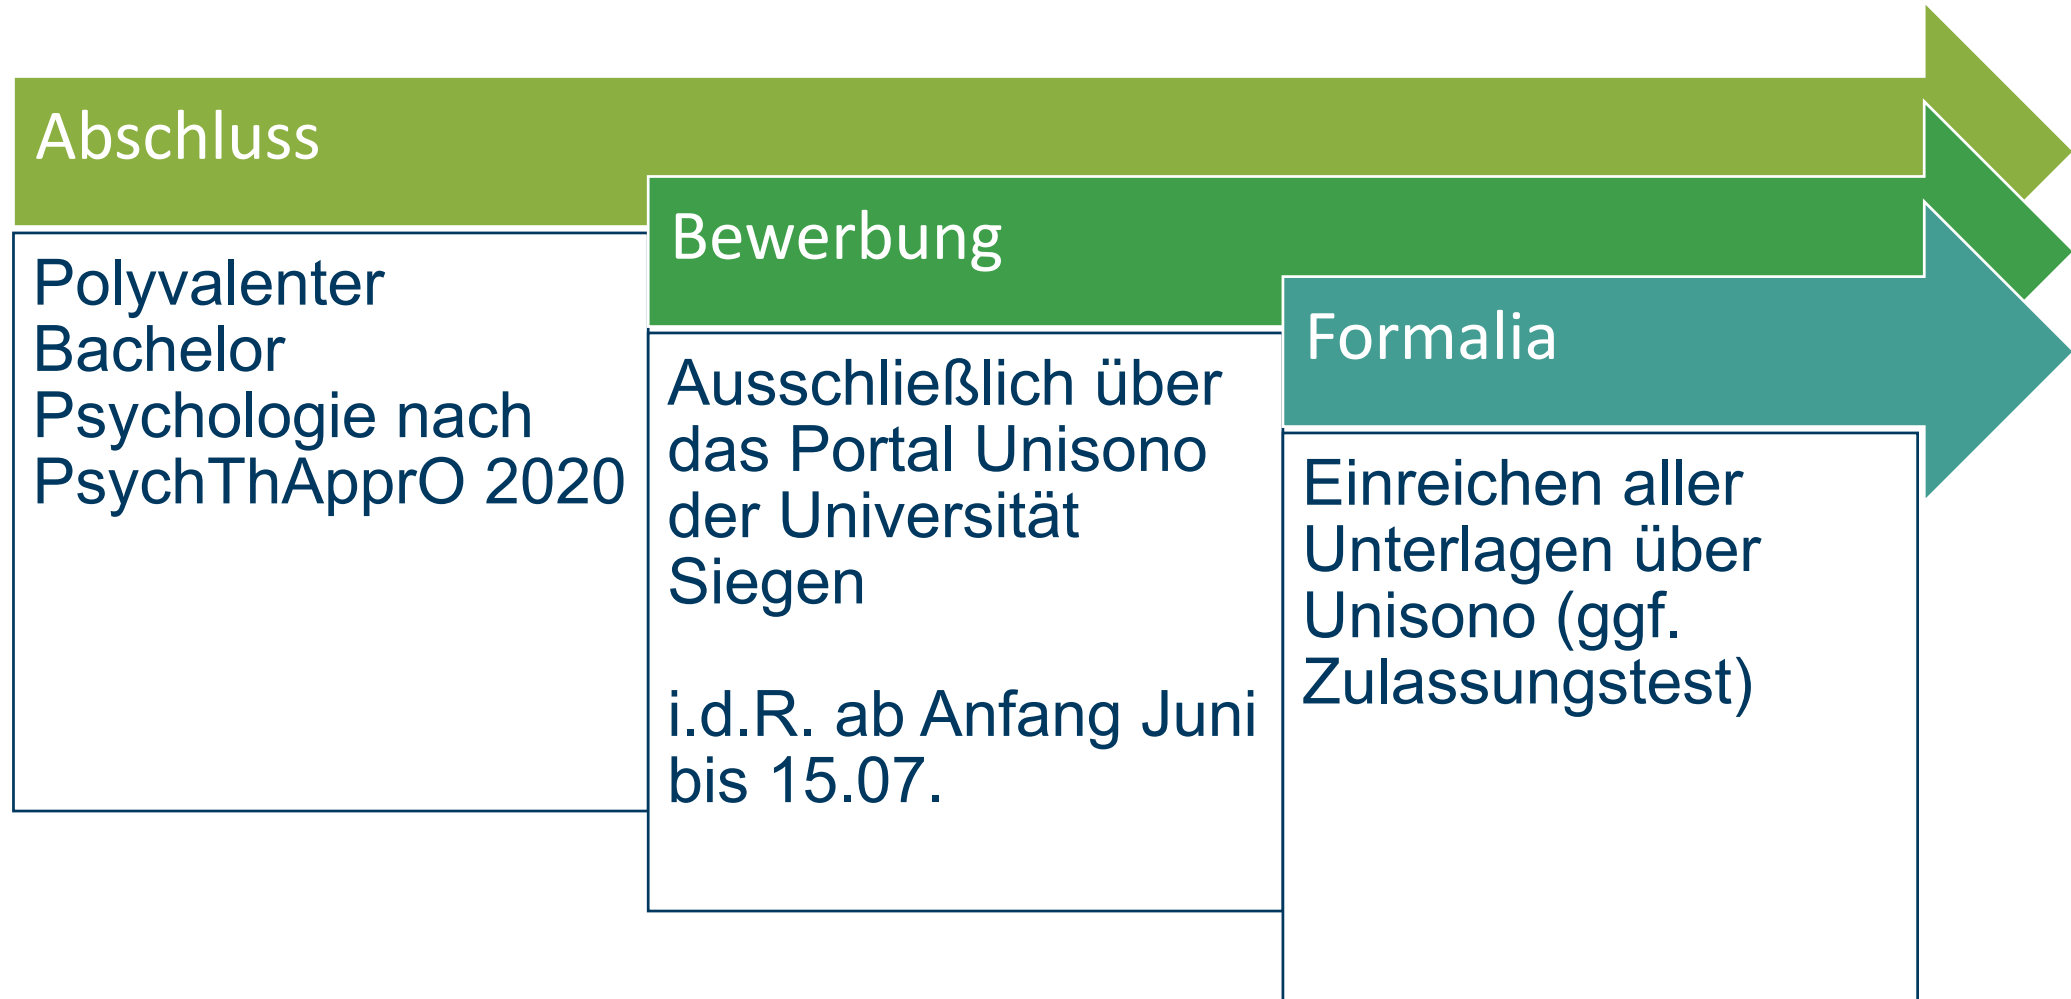 Abschluss
Polyvalenter
Bachelor
Psychologie nach
PsychThApprO 2020
Bewerbung
Ausschließlich über
das Portal Unisono
der Universität
Siegen
i.d.R. ab Anfang Juni
bis 15.07.
Formalia
Einreichen aller
Unterlagen über
Unisono (ggf.
Zulassungstest)